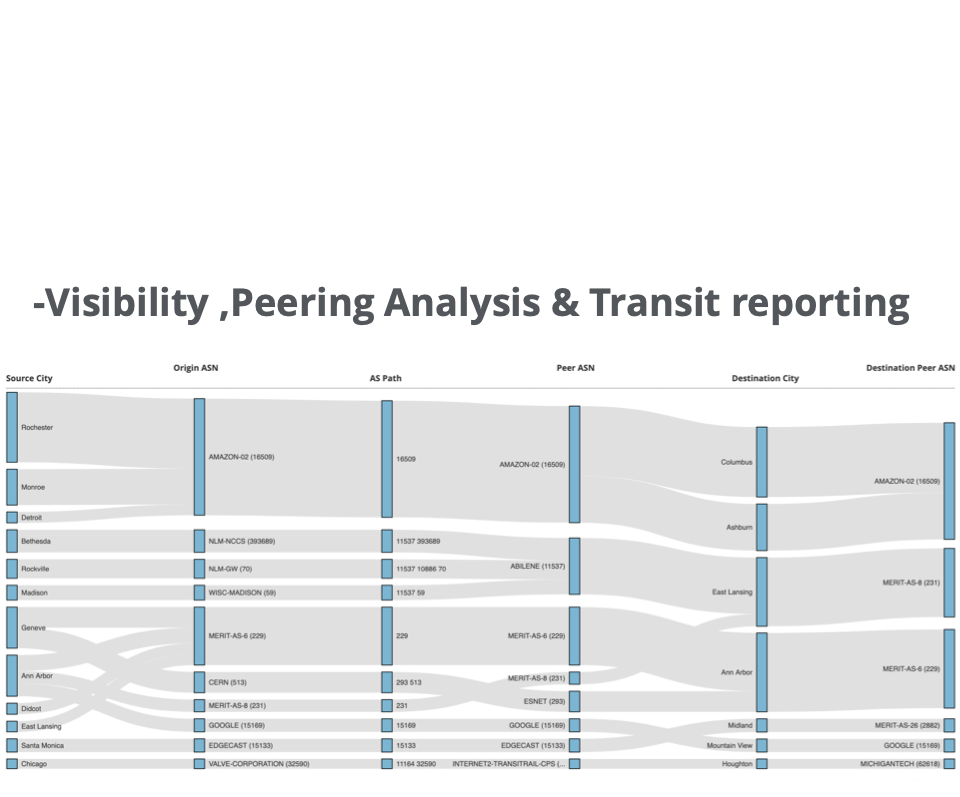 -Visibility ,Peering Analysis & Transit reporting
Source City
Origin ASN
AS Path
Peer ASN
Destination City
Destination Peer ASN
Rochester
Monroe
Detroit
Bethesda
Rockville
Madison
Geneve
Ann Arbor
Didcot
East Lansing
Santa Monica
Chicago
AMAZON-02 (16509)
NLM-NCCS (393689)
NLM-GW (70)
WISC-MADISON (59)
MERIT-AS-6 (229)
CERN (513)
MERIT-AS-8 (231)
GOOGLE (15169)
EDGECAST (15133)
VALVE-CORPORATION (32590)
16509
11537 393689
11537 10886 70
11537 59
229
293 513
231
15169
15133
11164 32590
AMAZON-02 (16509)
ABILENE (11537)
MERIT-AS-6 (229)
MERIT-AS-8 (231)
ESNET (293)
GOOGLE (15169)
EDGECAST (15133)
INTERNET2-TRANSITRAIL-CPS (...
Columbus
Ashburn
East Lansing
Ann Arbor
Midland
Mountain View
Houghton
AMAZON-02 (16509)
MERIT-AS-8 (231)
MERIT-AS-6 (229)
MERIT-AS-26 (2882)
GOOGLE (15169)
MICHIGANTECH (62618)